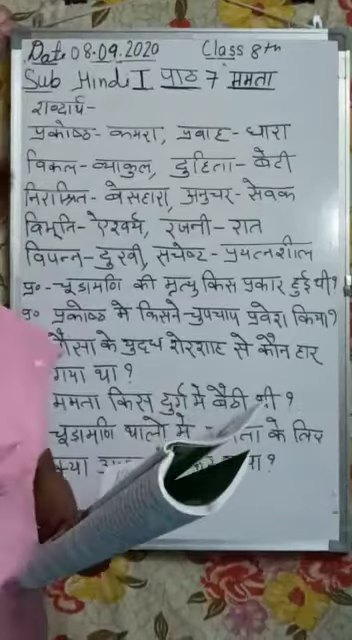 Date 08.09.2020 Class 8th
Sub Hindi I पाठ 7 ममता
शब्दार्थ-
प्रकोष्ठ- कमरा, प्रवाह- धारा
विकल- व्याकुल, दुहिता- बेटी
निराश्रित- बेसहारा, अनुचर- सेवक
विभूति- ऐश्वर्य, रजनी- रात
विपन्न- दुखी, सचेष्ट- प्रयत्नशील
प्र०- चूडामणि की मृत्यु किस प्रकार हुई थी?
प्र० प्रकोष्ठ मे किसने चुपचाप प्रवेश किया?
चौसा के युद्ध शेरशाह से कौन हार
गया था?
ममता किस दुर्ग मे बैठी थी?
चूडामणि थालो मे के लिए
क्या